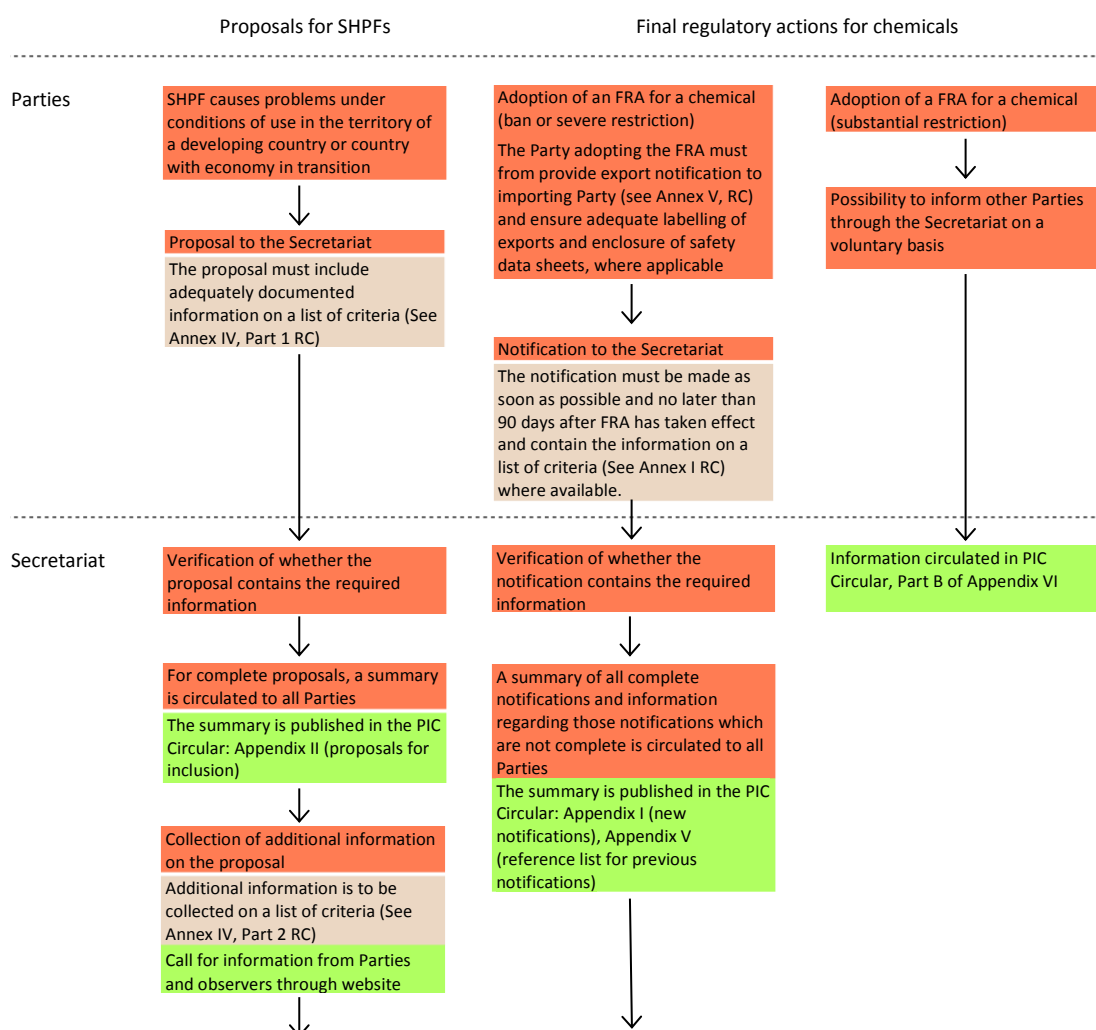 Proposals for SHPFs
Final regulatory actions for chemicals
Parties
SHPF causes problems under
conditions of use in the territory of
a developing country or country
with economy in transition
Proposal to the Secretariat
The proposal must include
adequately documented
information on a list of criteria (See
Annex IV, Part 1 RC)
Adoption of an FRA for a chemical
(ban or severe restriction)
The Party adopting the FRA must
from provide export notification to
importing Party (see Annex V, RC)
and ensure adequate labelling of
exports and enclosure of safety
data sheets, where applicable
Notification to the Secretariat
The notification must be made as
soon as possible and no later than
90 days after FRA has taken effect
and contain the information on a
list of criteria (See Annex I RC)
where available.
Adoption of a FRA for a chemical
(substantial restriction)
Possibility to inform other Parties
through the Secretariat on a
voluntary basis
Secretariat
Verification of whether the
proposal contains the required
information
For complete proposals, a summary
is circulated to all Parties
The summary is published in the PIC
Circular: Appendix II (proposals for
inclusion)
Collection of additional information
on the proposal
Additional information is to be
collected on a list of criteria (See
Annex IV, Part 2 RC)
Call for information from Parties
and observers through website
Verification of whether the
notification contains the required
information
A summary of all complete
notifications and information
regarding those notifications which
are not complete is circulated to all
Parties
The summary is published in the PIC
Circular: Appendix I (new
notifications), Appendix V
(reference list for previous
notifications)
Information circulated in PIC
Circular, Part B of Appendix VI